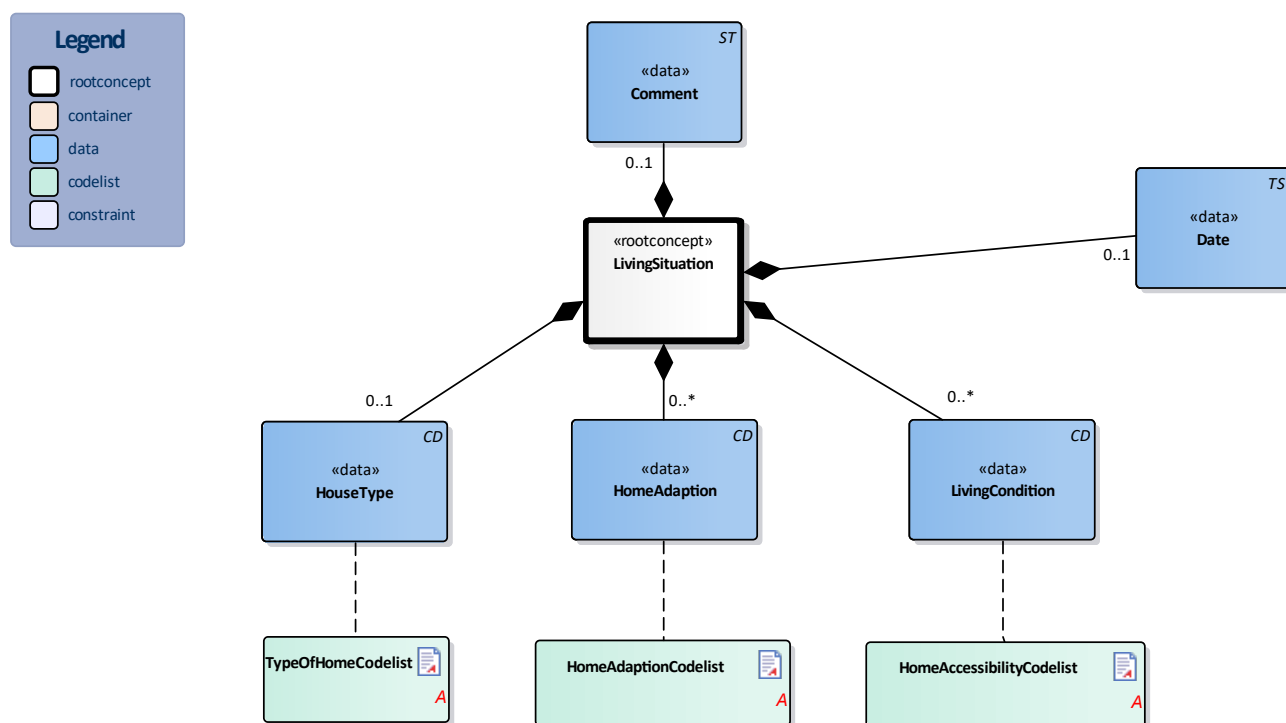 Legend
rootconcept
container
data
codelist
constraint
ST
«data»
Comment
0..1
TS
«data»
Date
0..1
«rootconcept»
LivingSituation
0..1
0..*
0..*
CD
«data»
HouseType
CD
«data»
HomeAdaption
CD
«data»
LivingCondition
TypeOfHomeCodelist
A
HomeAdaptionCodelist
A
HomeAccessibilityCodelist
A